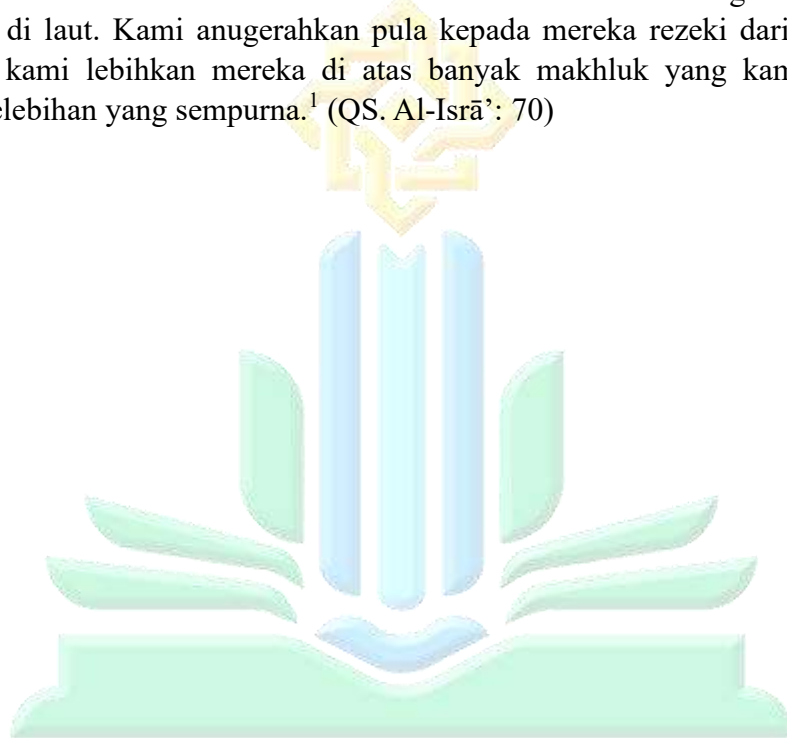 di laut. Kami anugerahkan pula kepada mereka rezeki dari
kami lebihkan mereka di atas banyak makhluk yang kam
elebihan yang sempurna.¹ (QS. Al-Isrā’: 70)